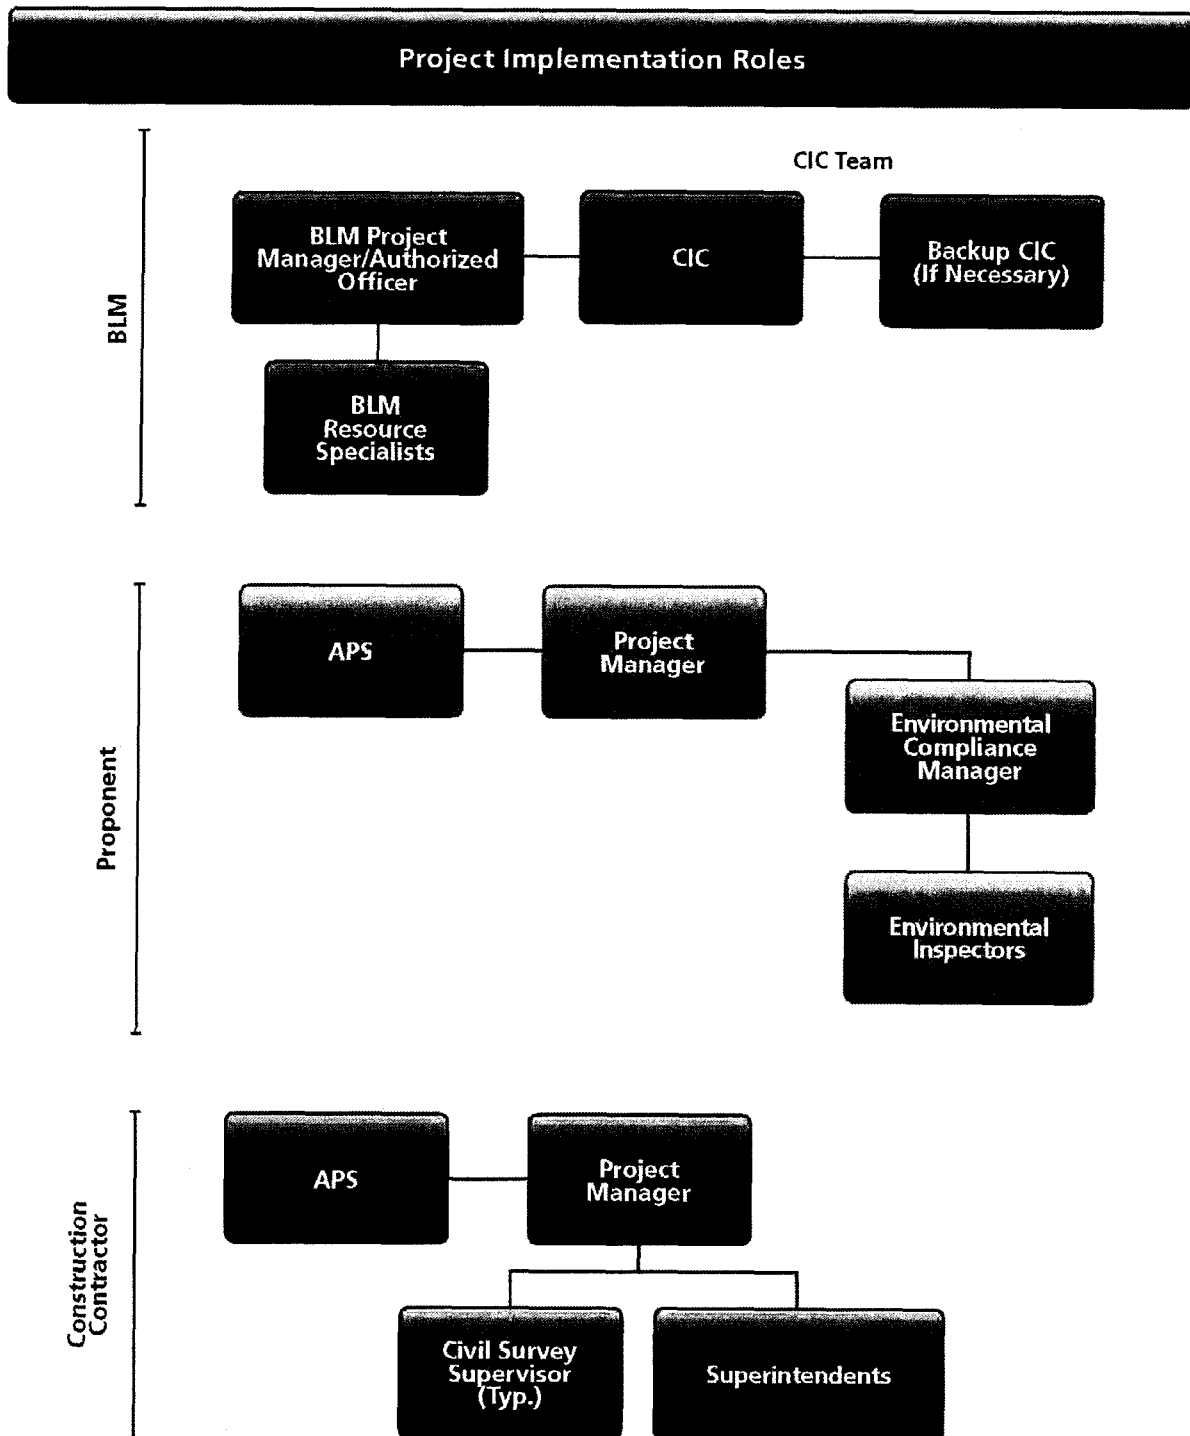 Project Implementation Roles
CIC Team
BLM
BLM Project
Manager/Authorized
Officer
CIC
Backup CIC
(If Necessary)
BLM
Resource
Specialists
Proponent
APS
Project
Manager
Environmental
Compliance
Manager
Environmental
Inspectors
Construction
Contractor
APS
Project
Manager
Civil Survey
Supervisor
(Typ.)
Superintendents